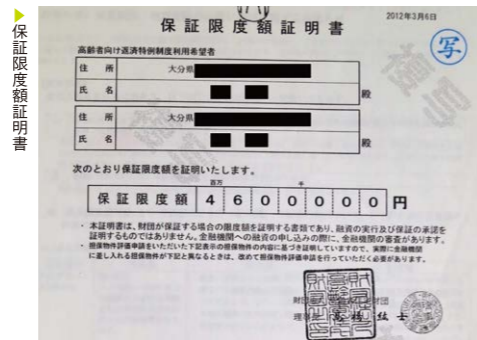 保証限度額証明書
保証限度額証明書
2012年3月6日
写
高齢者向け返済特例制度利用希望者
住所 大分県
氏名 殿
複写
住所 大分県
氏名 殿
次のとおり保証限度額を証明いたします。
百万 千
保証限度額 4 6 0 0 0 0 0 円
・本証明書は、財団が保証する場合の限度額を証明する書類であり、融資の実行及び保証の承諾を
証明するものではありません。金融機関への融資の申し込みの際に、金融機関の審査があります。
・担保物件評価申請をいただいた下記表示の担保物件の内容に基づき証明していますので、実際に金融機関
に差し入れる担保物件が下記と異なるときは、改めて担保物件評価申請を行っていただく必要があります。
財団
理 高橋紘士